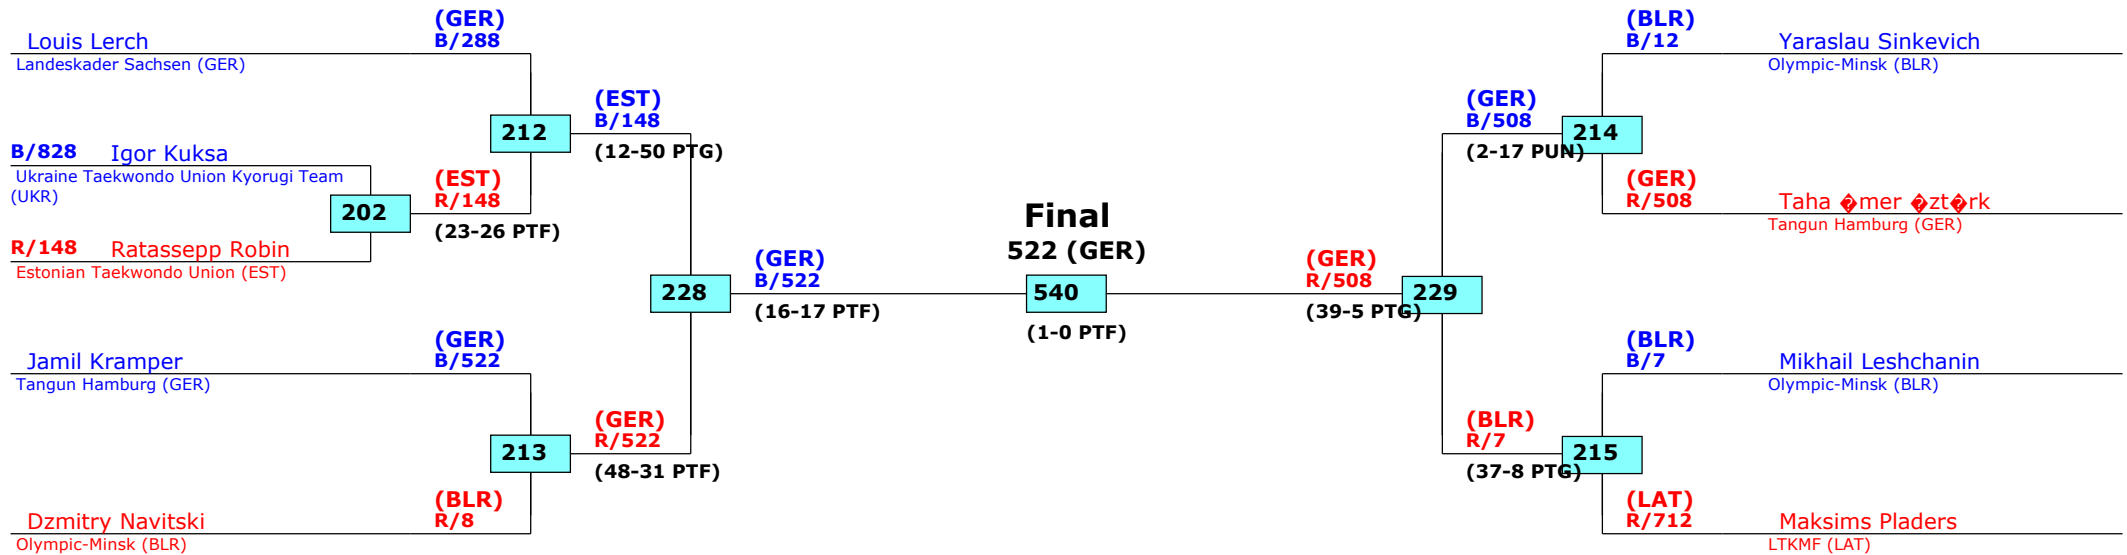 (GER)
B/288
Louis Lerch
Landeskader Sachsen (GER)
212
B/828 Igor Kuksa
Ukraine Taekwondo Union Kyorugi Team
(UKR)
202
R/148 Ratassepp Robin
Estonian Taekwondo Union (EST)
(EST)
R/148
(23-26 PTF)
(EST)
B/148
(12-50 PTG)
228
(GER)
B/522
Jamil Kramper
Tangun Hamburg (GER)
213
(BLR)
R/8
Dzmitry Navitski
Olympic-Minsk (BLR)
(GER)
R/522
(48-31 PTF)
(GER)
B/522
(16-17 PTF)
Final
522 (GER)
540
(1-0 PTF)
(GER)
R/508
(39-5 PTG)
229
(GER)
B/508
(2-17 PUN)
214
(BLR)
B/12
Yaraslau Sinkevich
Olympic-Minsk (BLR)
(GER)
R/508
Taha �mer �zt�rk
Tangun Hamburg (GER)
(BLR)
R/7
(37-8 PTG)
215
(BLR)
B/7
Mikhail Leshchanin
Olympic-Minsk (BLR)
(LAT)
R/712
Maksims Pladers
LTKMF (LAT)